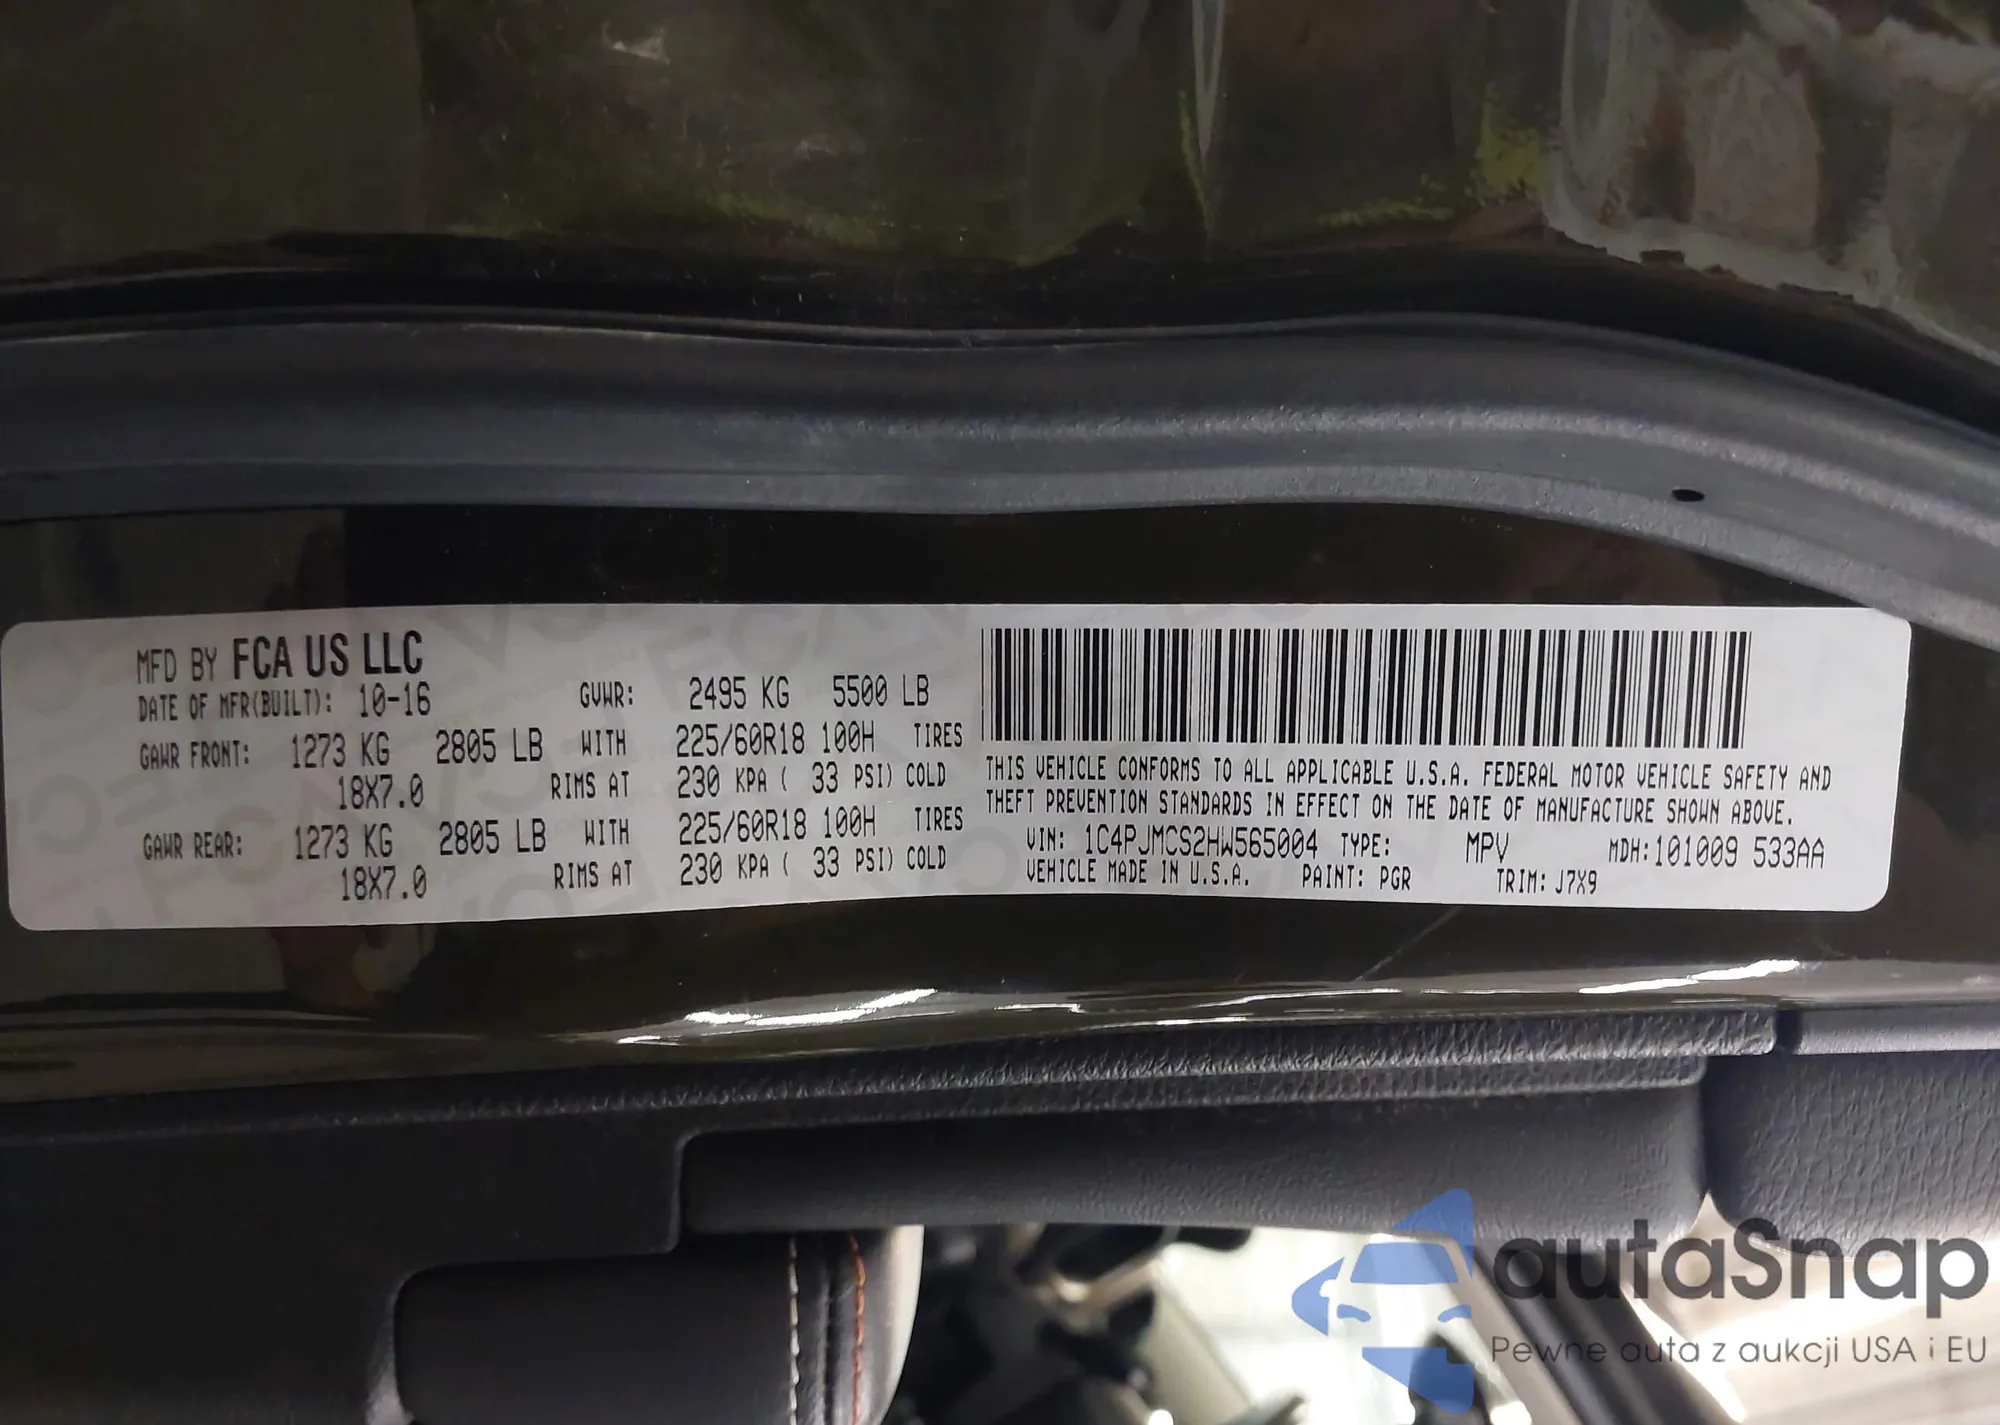 MFD BY FCA US LLC
DATE OF MFR(BUILT): 10-16 GVWR: 2495 KG 5500 LB
GAWR FRONT: 1273 KG 2805 LB WITH 225/60R18 100H TIRES
18X7.0 RIMS AT 230 KPA ( 33 PSI) COLD
GAWR REAR: 1273 KG 2805 LB WITH 225/60R18 100H TIRES
18X7.0 RIMS AT 230 KPA ( 33 PSI) COLD
THIS VEHICLE CONFORMS TO ALL APPLICABLE U.S.A. FEDERAL MOTOR VEHICLE SAFETY AND
THEFT PREVENTION STANDARDS IN EFFECT ON THE DATE OF MANUFACTURE SHOWN ABOVE.
VIN: 1C4PJMCS2HW565004 TYPE: MPV MDH:101009 533AA
VEHICLE MADE IN U.S.A. PAINT: PGR TRIM: J7X9
autaSnap
Pewne auta z aukcji USA i EU